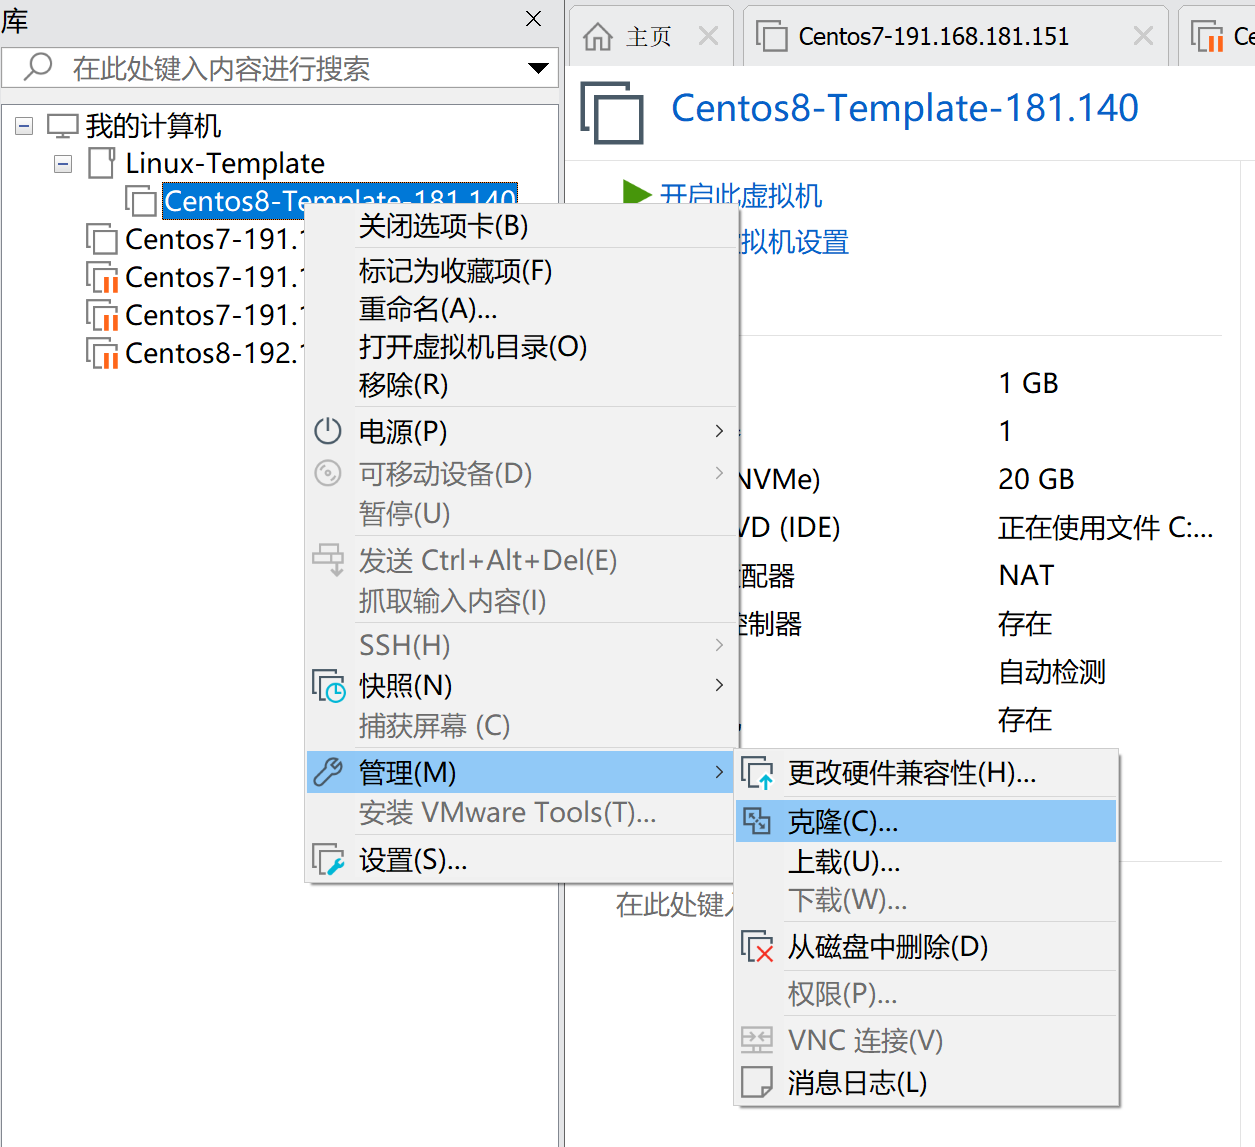 库
在此处键入内容进行搜索
我的计算机
Linux-Template
Centos8-Template-181.140
Centos7-191.1
Centos7-191.1
Centos7-191.1
Centos8-192.1
主页
Centos7-191.168.181.151
Ce
Centos8-Template-181.140
开启此虚拟机
拟机设置
1 GB
1
NVMe)
20 GB
VD (IDE)
正在使用文件 C:...
配器
NAT
控制器
存在
自动检测
存在
在此处键入
关闭选项卡(B)
标记为收藏项(F)
重命名(A)...
打开虚拟机目录(O)
移除(R)
电源(P)
可移动设备(D)
暂停(U)
发送 Ctrl+Alt+Del(E)
抓取输入内容(I)
SSH(H)
快照(N)
捕获屏幕 (C)
管理(M)
安装 VMware Tools(T)...
设置(S)...
更改硬件兼容性(H)...
克隆(C)...
上载(U)...
下载(W)...
从磁盘中删除(D)
权限(P)...
VNC 连接(V)
消息日志(L)